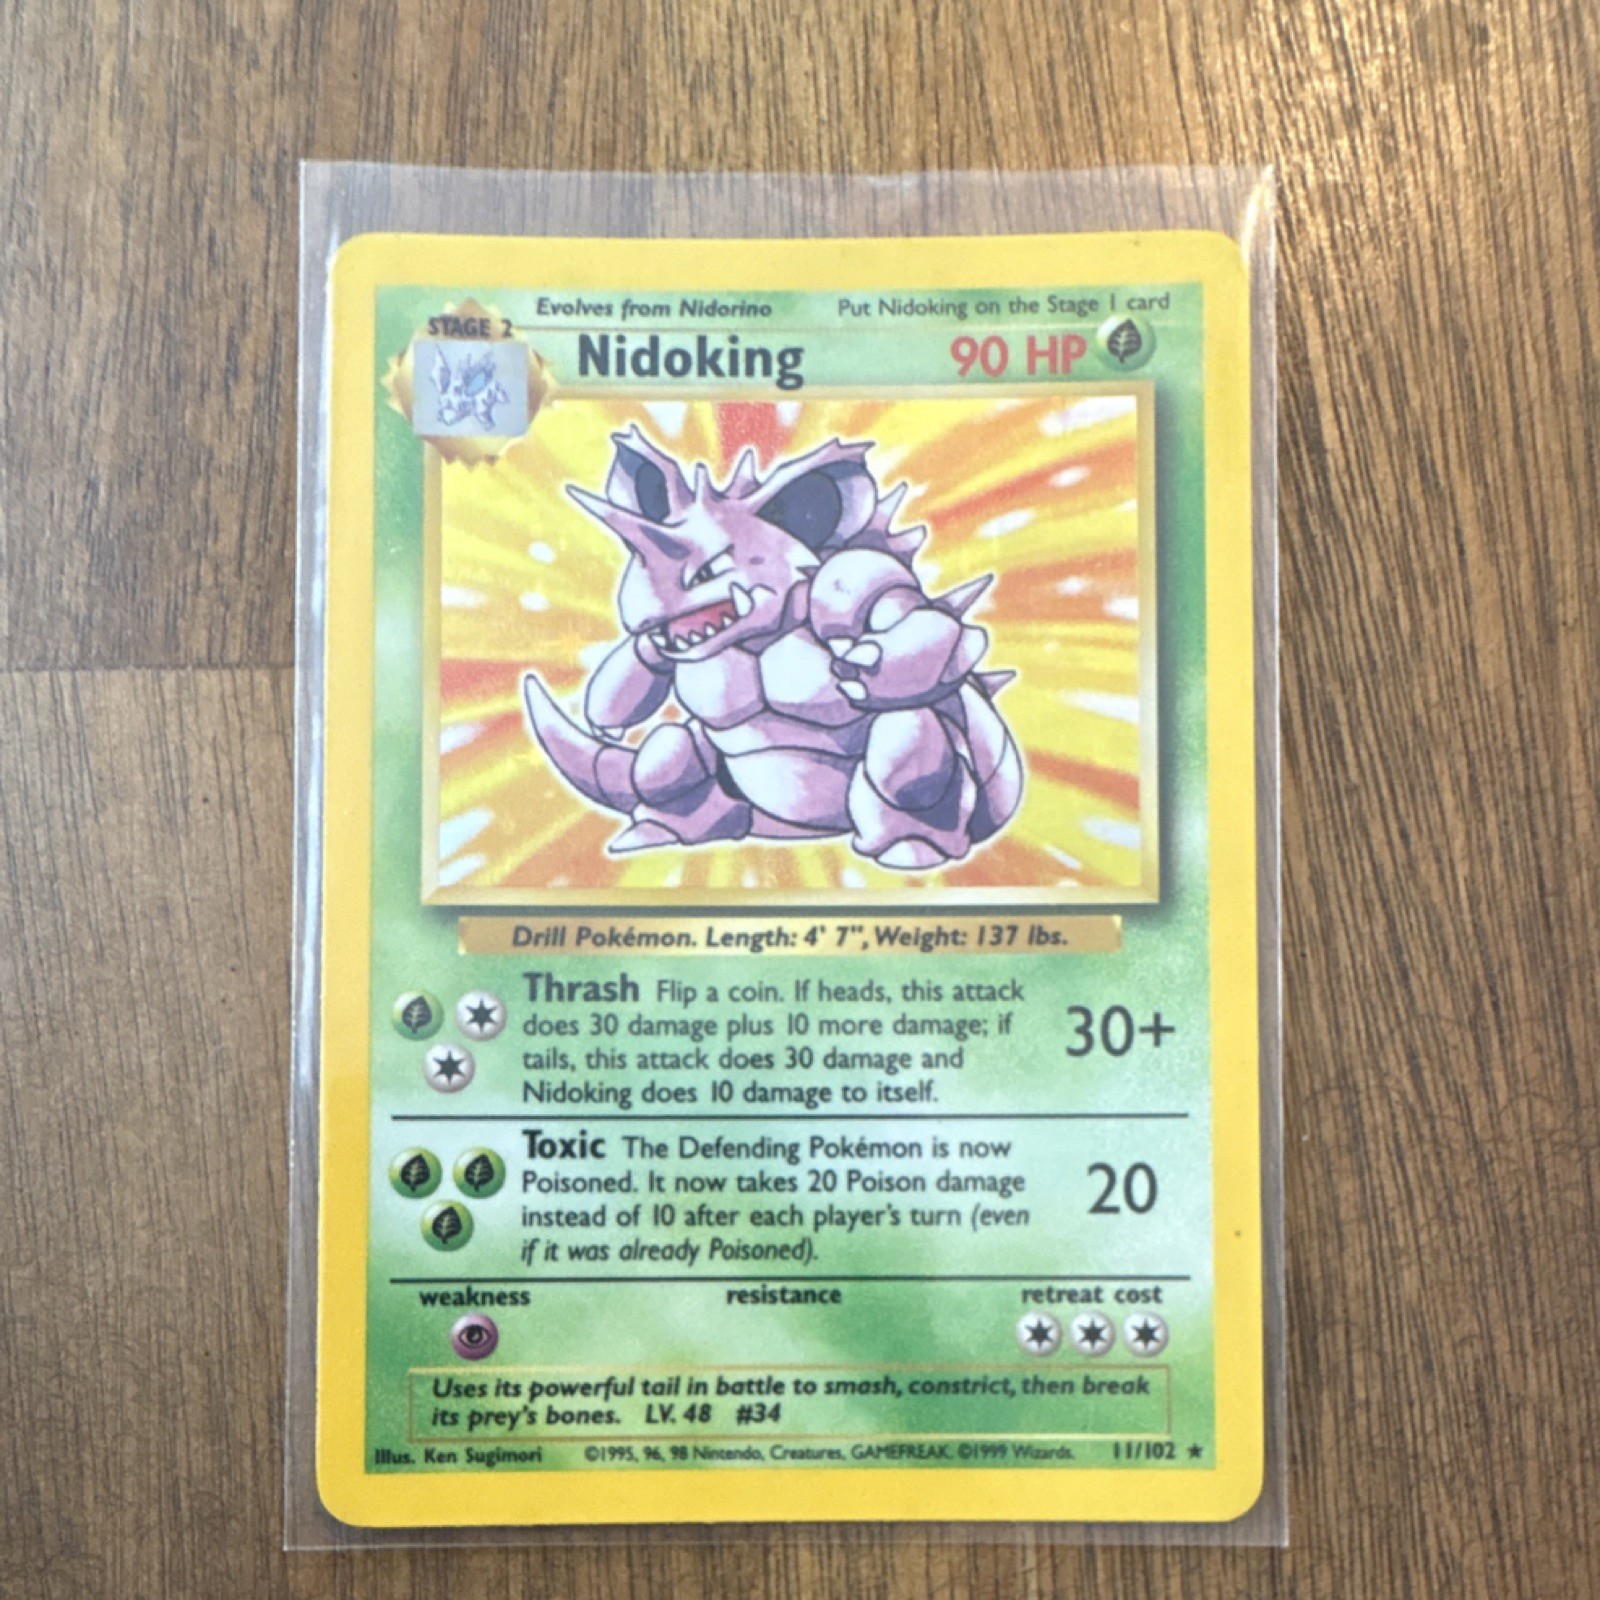 Evolves from Nidorino Put Nidoking on the Stage 1 card
STAGE 2
Nidoking 90 HP
Drill Pokémon. Length: 4' 7", Weight: 137 lbs.
Thrash Flip a coin. If heads, this attack
does 30 damage plus 10 more damage; if
tails, this attack does 30 damage and
Nidoking does 10 damage to itself.
30+
Toxic The Defending Pokémon is now
Poisoned. It now takes 20 Poison damage
instead of 10 after each player's turn (even
if it was already Poisoned).
20
weakness resistance retreat cost
Uses its powerful tail in battle to smash, constrict, then break
its prey's bones. LV. 48 #34
Illus. Ken Sugimori ©1995, 96, 98 Nintendo, Creatures, GAMEFREAK. ©1999 Wizards. 11/102 ★